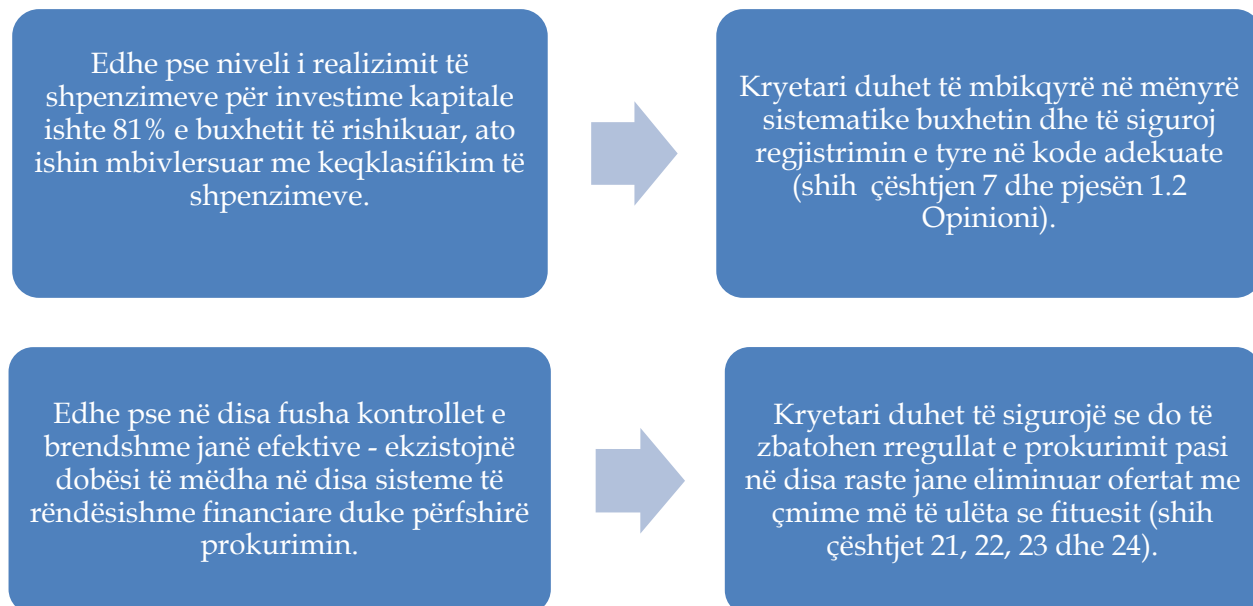 Edhe pse niveli i realizimit të
shpenzimeve për investime kapitale
ishte 81% e buxhetit të rishikuar, ato
ishin mbivlersuar me keqklasifikim të
shpenzimeve.
Kryetari duhet të mbikqyrë në mënyrë
sistematike buxhetin dhe të siguroj
regjistrimin e tyre në kode adekuate
(shih çështjen 7 dhe pjesën 1.2
Opinioni).
Edhe pse në disa fusha kontrollet e
brendshme janë efektive - ekzistojnë
dobësi të mëdha në disa sisteme të
rëndësishme financiare duke përfshirë
prokurimin.
Kryetari duhet të sigurojë se do të
zbatohen rregullat e prokurimit pasi
në disa raste jane eliminuar ofertat me
çmime më të ulëta se fituesit (shih
çështjet 21, 22, 23 dhe 24).